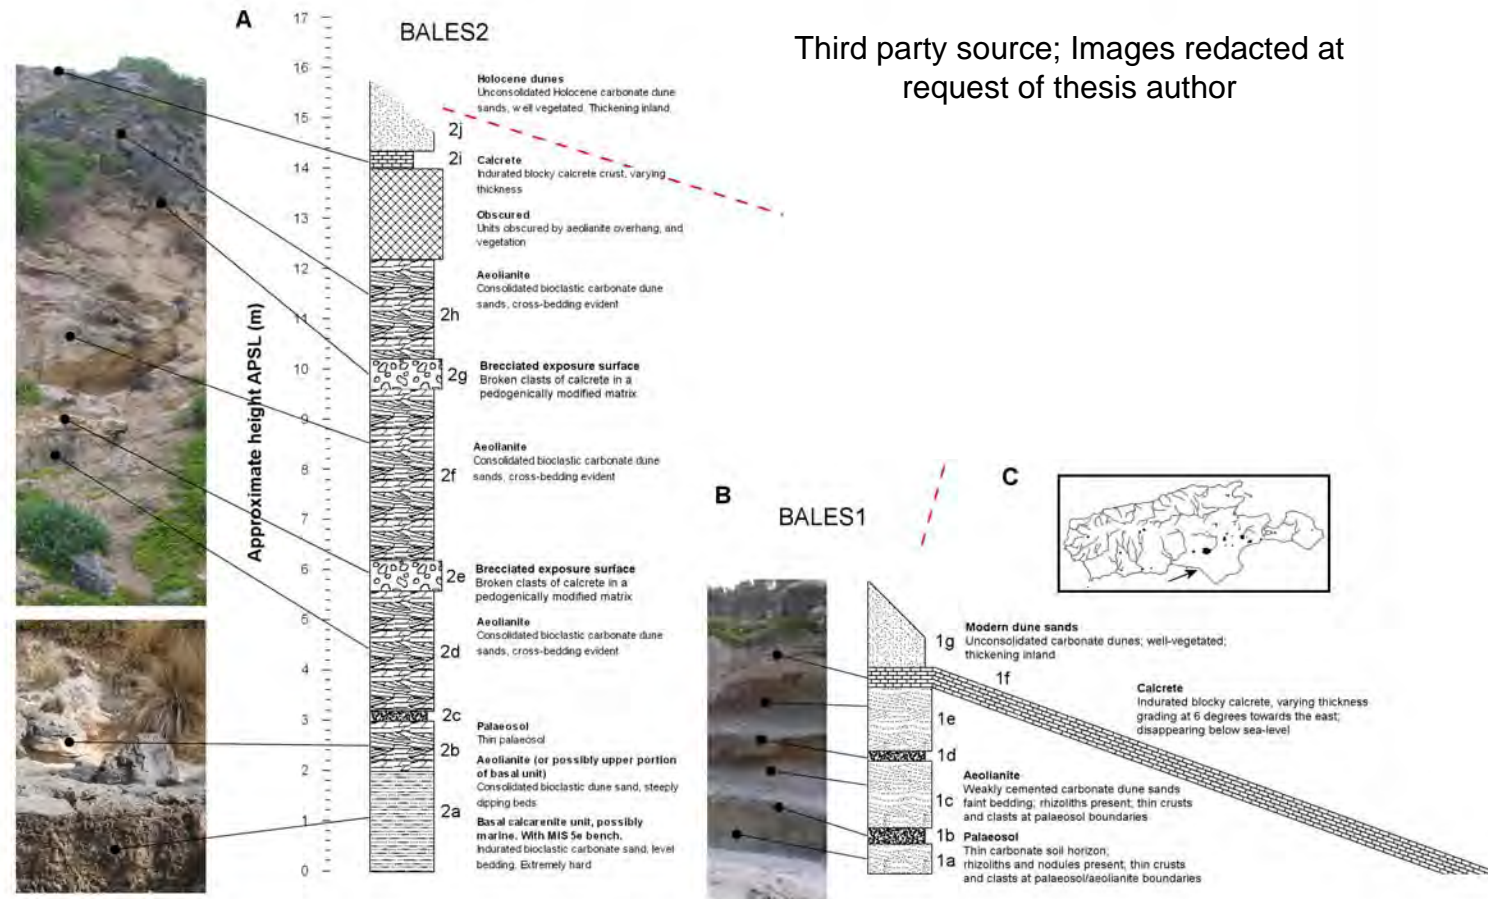 A
BALES2
Third party source; Images redacted at
request of thesis author
Approximate height APSL (m)
17
16
15
14
13
12
11
10
9
8
7
6
5
4
3
2
1
0
2j
2i
2h
2g
2f
2e
2d
2c
2b
2a
Holocene dunes
Unconsolidated Holocene carbonate dune
sands, well vegetated. Thickening inland.
Calcrete
Indurated blocky calcrete crust, varying
thickness
Obscured
Units obscured by aeolianite overhang, and
vegetation
Aeolianite
Consolidated bioclastic carbonate dune
sands, cross-bedding evident
Brecciated exposure surface
Broken clasts of calcrete in a
pedogenically modified matrix
Aeolianite
Consolidated bioclastic carbonate dune
sands, cross-bedding evident
Brecciated exposure surface
Broken clasts of calcrete in a
pedogenically modified matrix
Aeolianite
Consolidated bioclastic carbonate dune
sands, cross-bedding evident
Palaeosol
Thin palaeosol
Aeolianite (or possibly upper portion
of basal unit)
Consolidated bioclastic dune sand, steeply
dipping beds
Basal calcarenite unit, possibly
marine. With MIS 5e bench.
Indurated bioclastic carbonate sand, level
bedding. Extremely hard
B
BALES1
C
1g
1f
1e
1d
1c
1b
1a
Modern dune sands
Unconsolidated carbonate dunes; well-vegetated;
thickening inland
Calcrete
Indurated blocky calcrete, varying thickness
grading at 6 degrees towards the east;
disappearing below sea-level
Aeolianite
Weakly cemented carbonate dune sands
faint bedding; rhizoliths present; thin crusts
and clasts at palaeosol boundaries
Palaeosol
Thin carbonate soil horizon;
rhizoliths and nodules present; thin crusts
and clasts at palaeosol/aeolianite boundaries